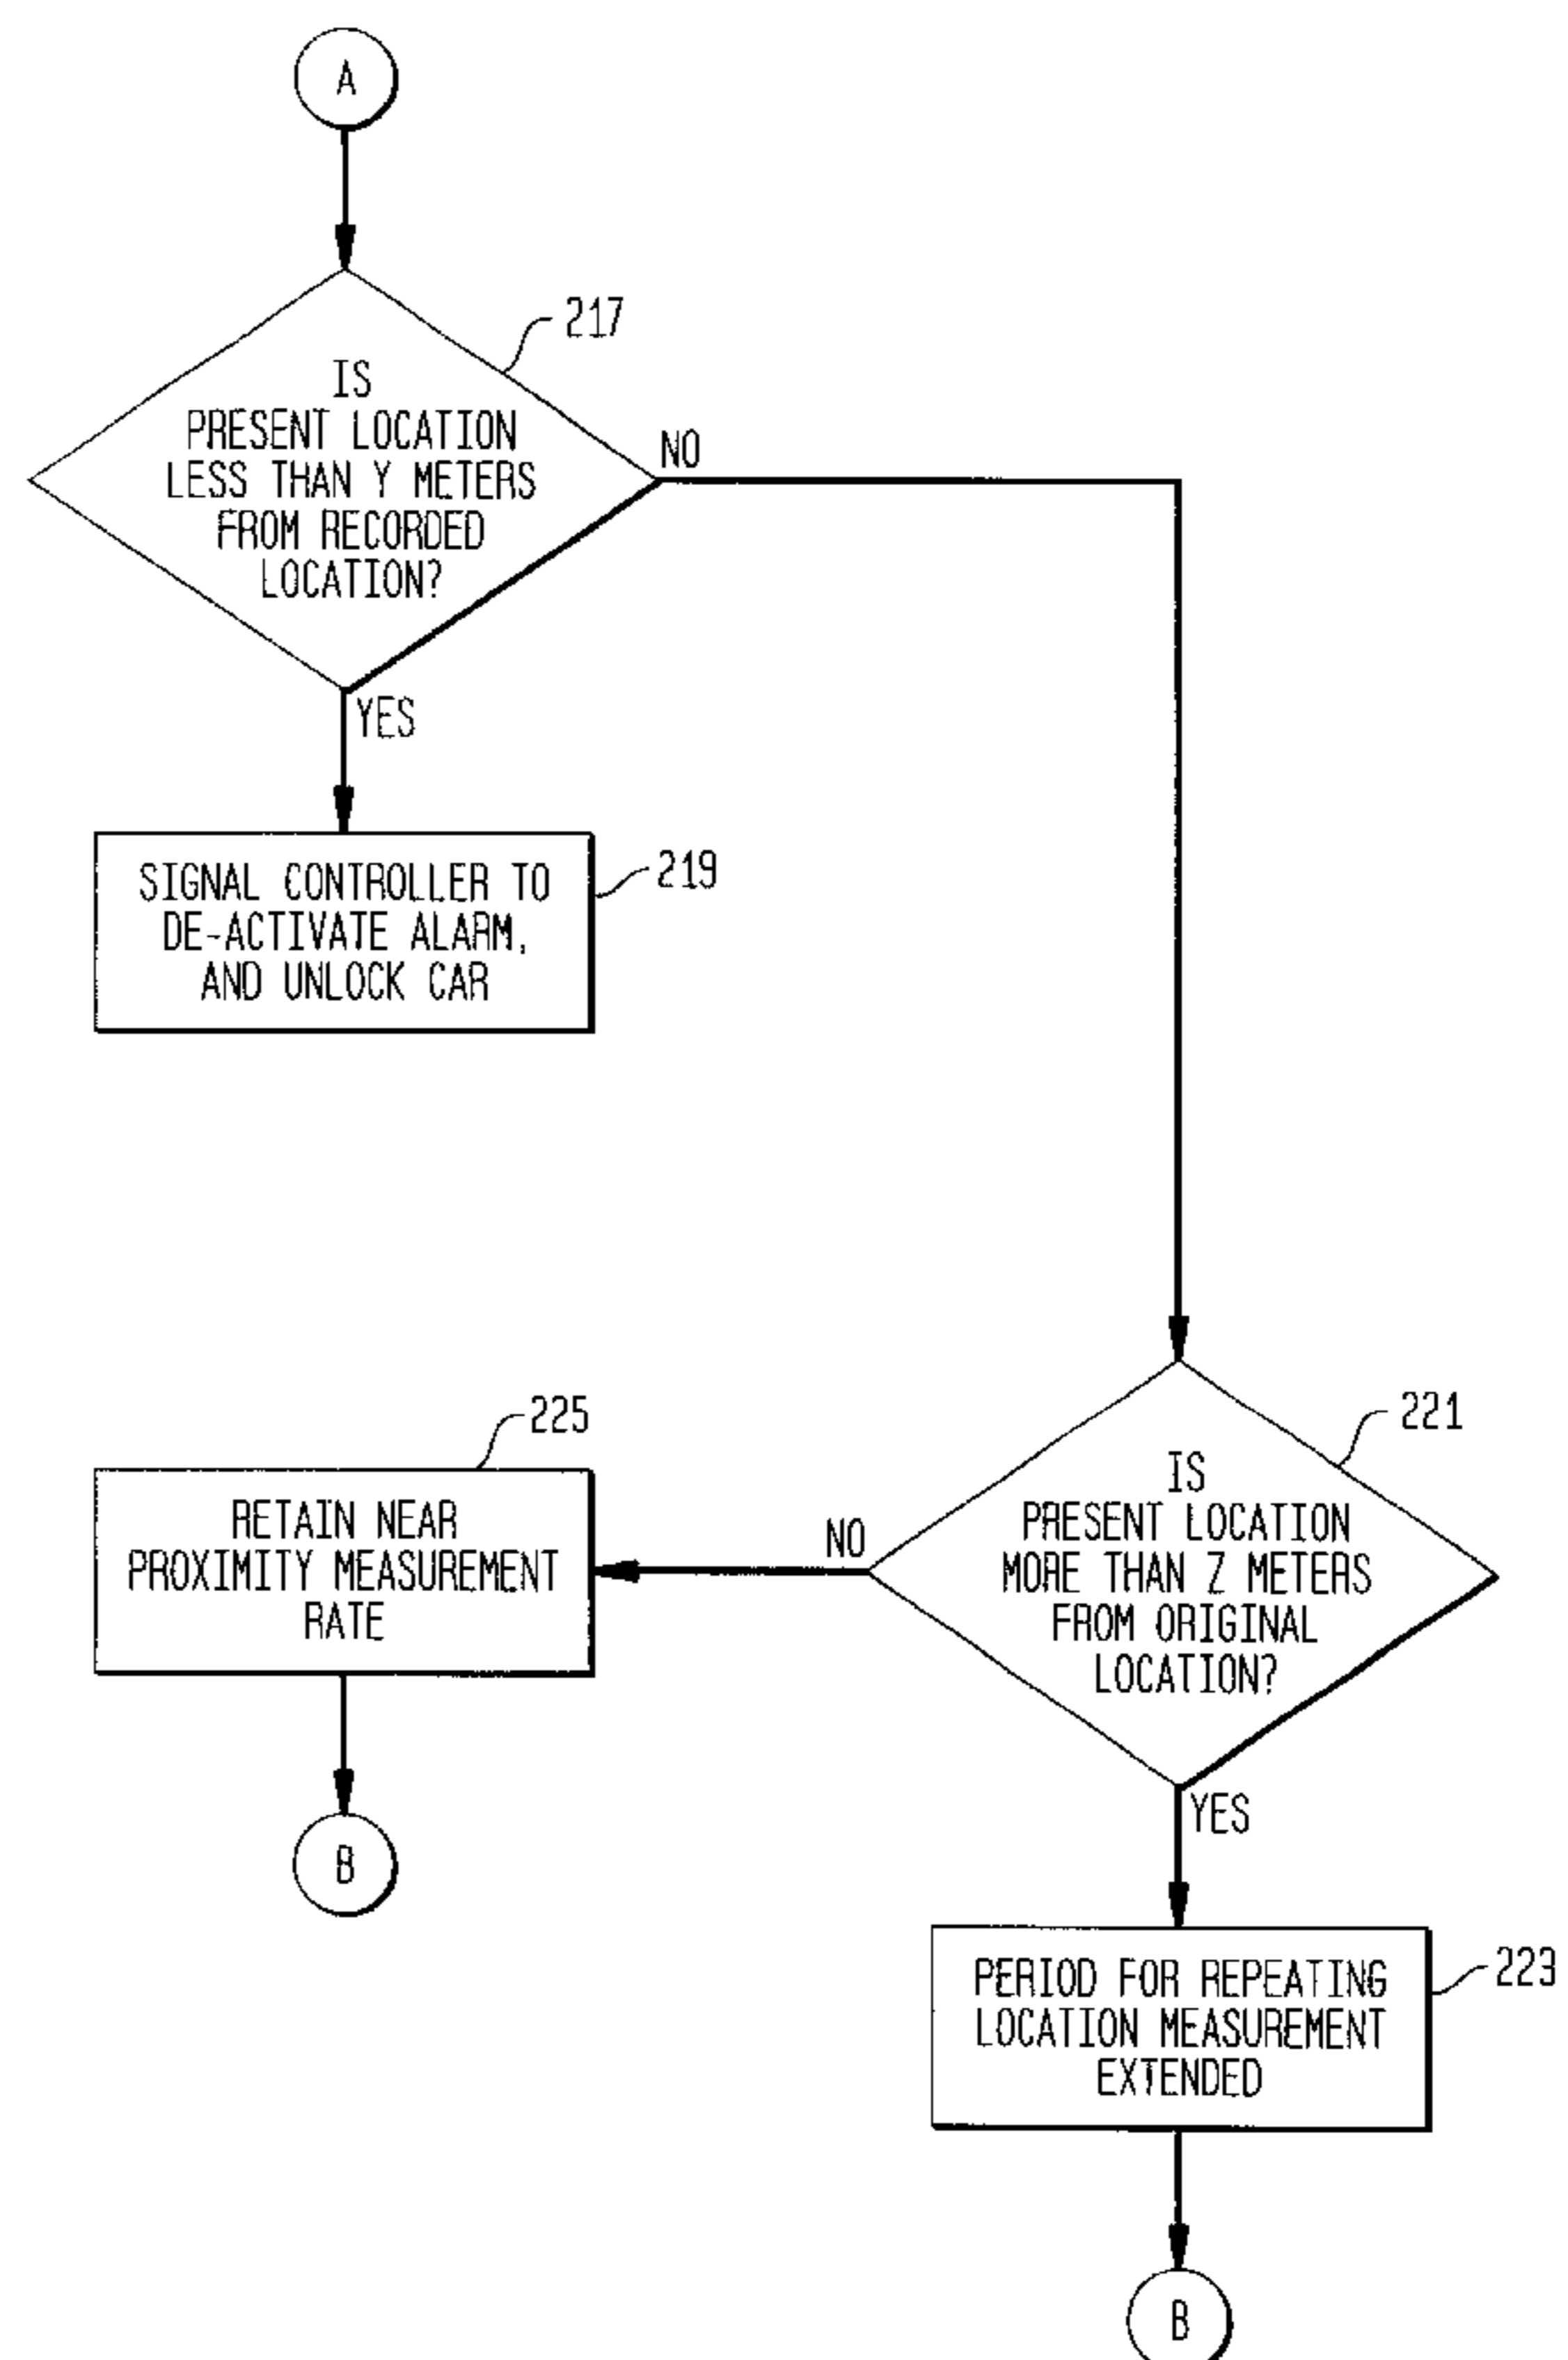 A
217
IS
PRESENT LOCATION
LESS THAN Y METERS
FROM RECORDED
LOCATION?
NO
YES
SIGNAL CONTROLLER TO
DE-ACTIVATE ALARM,
AND UNLOCK CAR
219
221
IS
PRESENT LOCATION
MORE THAN Z METERS
FROM ORIGINAL
LOCATION?
NO
YES
225
RETAIN NEAR
PROXIMITY MEASUREMENT
RATE
B
PERIOD FOR REPEATING
LOCATION MEASUREMENT
EXTENDED
223
B